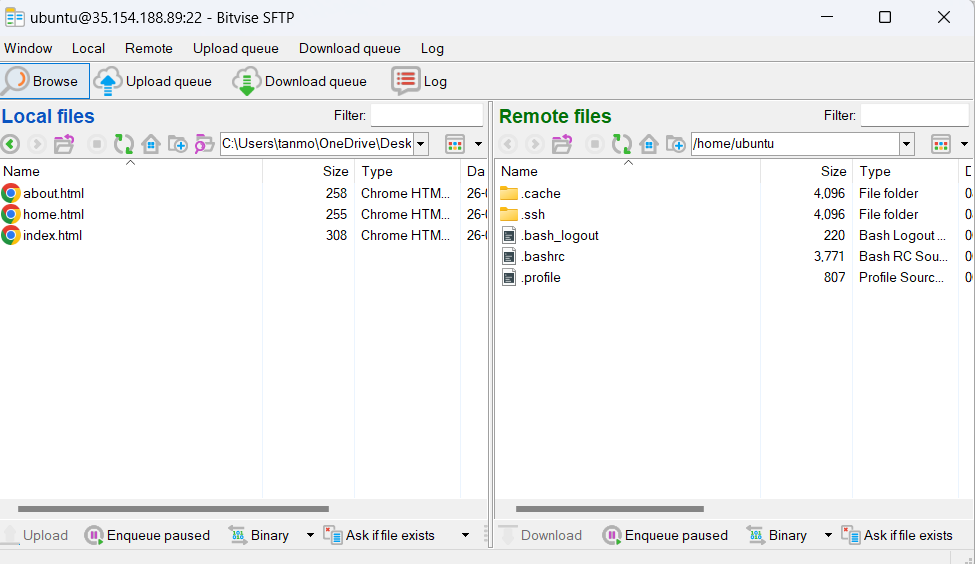 ubuntu@35.154.188.89:22 - Bitvise SFTP
Window Local Remote Upload queue Download queue Log
Browse Upload queue Download queue Log
Local files Filter:
C:\Users\tanmo\OneDrive\Desk
Name Size Type Da
about.html 258 Chrome HTM... 26-0
home.html 255 Chrome HTM... 26-0
index.html 308 Chrome HTM... 26-0
Upload Enqueue paused Binary Ask if file exists
Remote files Filter:
/home/ubuntu
Name Size Type D
.cache 4,096 File folder 0
.ssh 4,096 File folder 0
.bash_logout 220 Bash Logout ... 0
.bashrc 3,771 Bash RC Sou... 0
.profile 807 Profile Sourc... 0
Download Enqueue paused Binary Ask if file exists